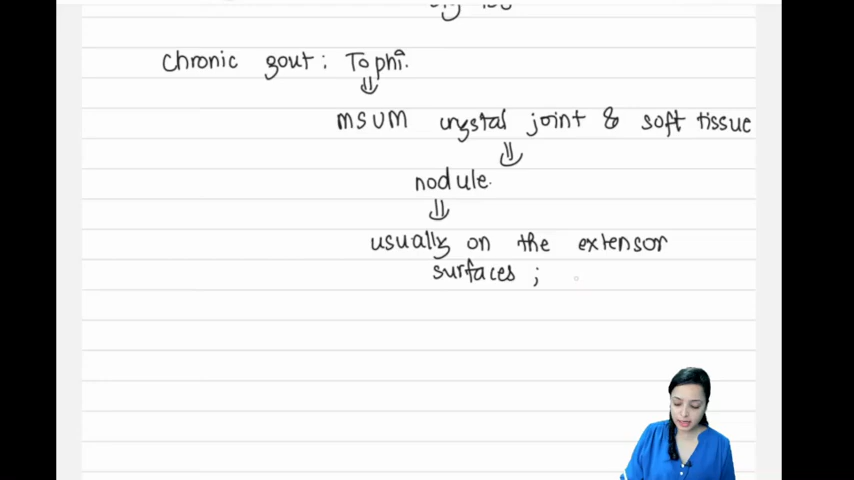 chronic gout : Tophi.
⇓
MSUM crystal joint & soft tissue
⇓
nodule.
⇓
usually on the extensor
surfaces ;